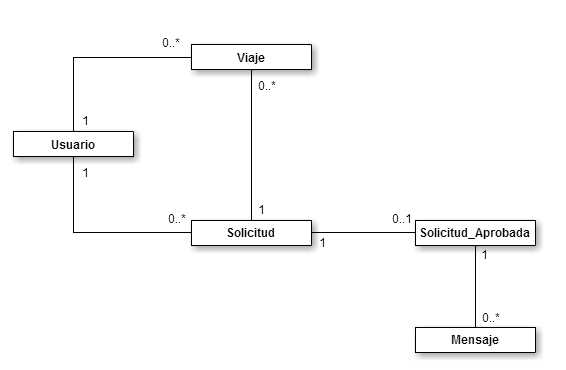 0..*
Viaje
0..*
1
Usuario
1
0..*
1
Solicitud
1
0..1
Solicitud_Aprobada
1
0..*
Mensaje